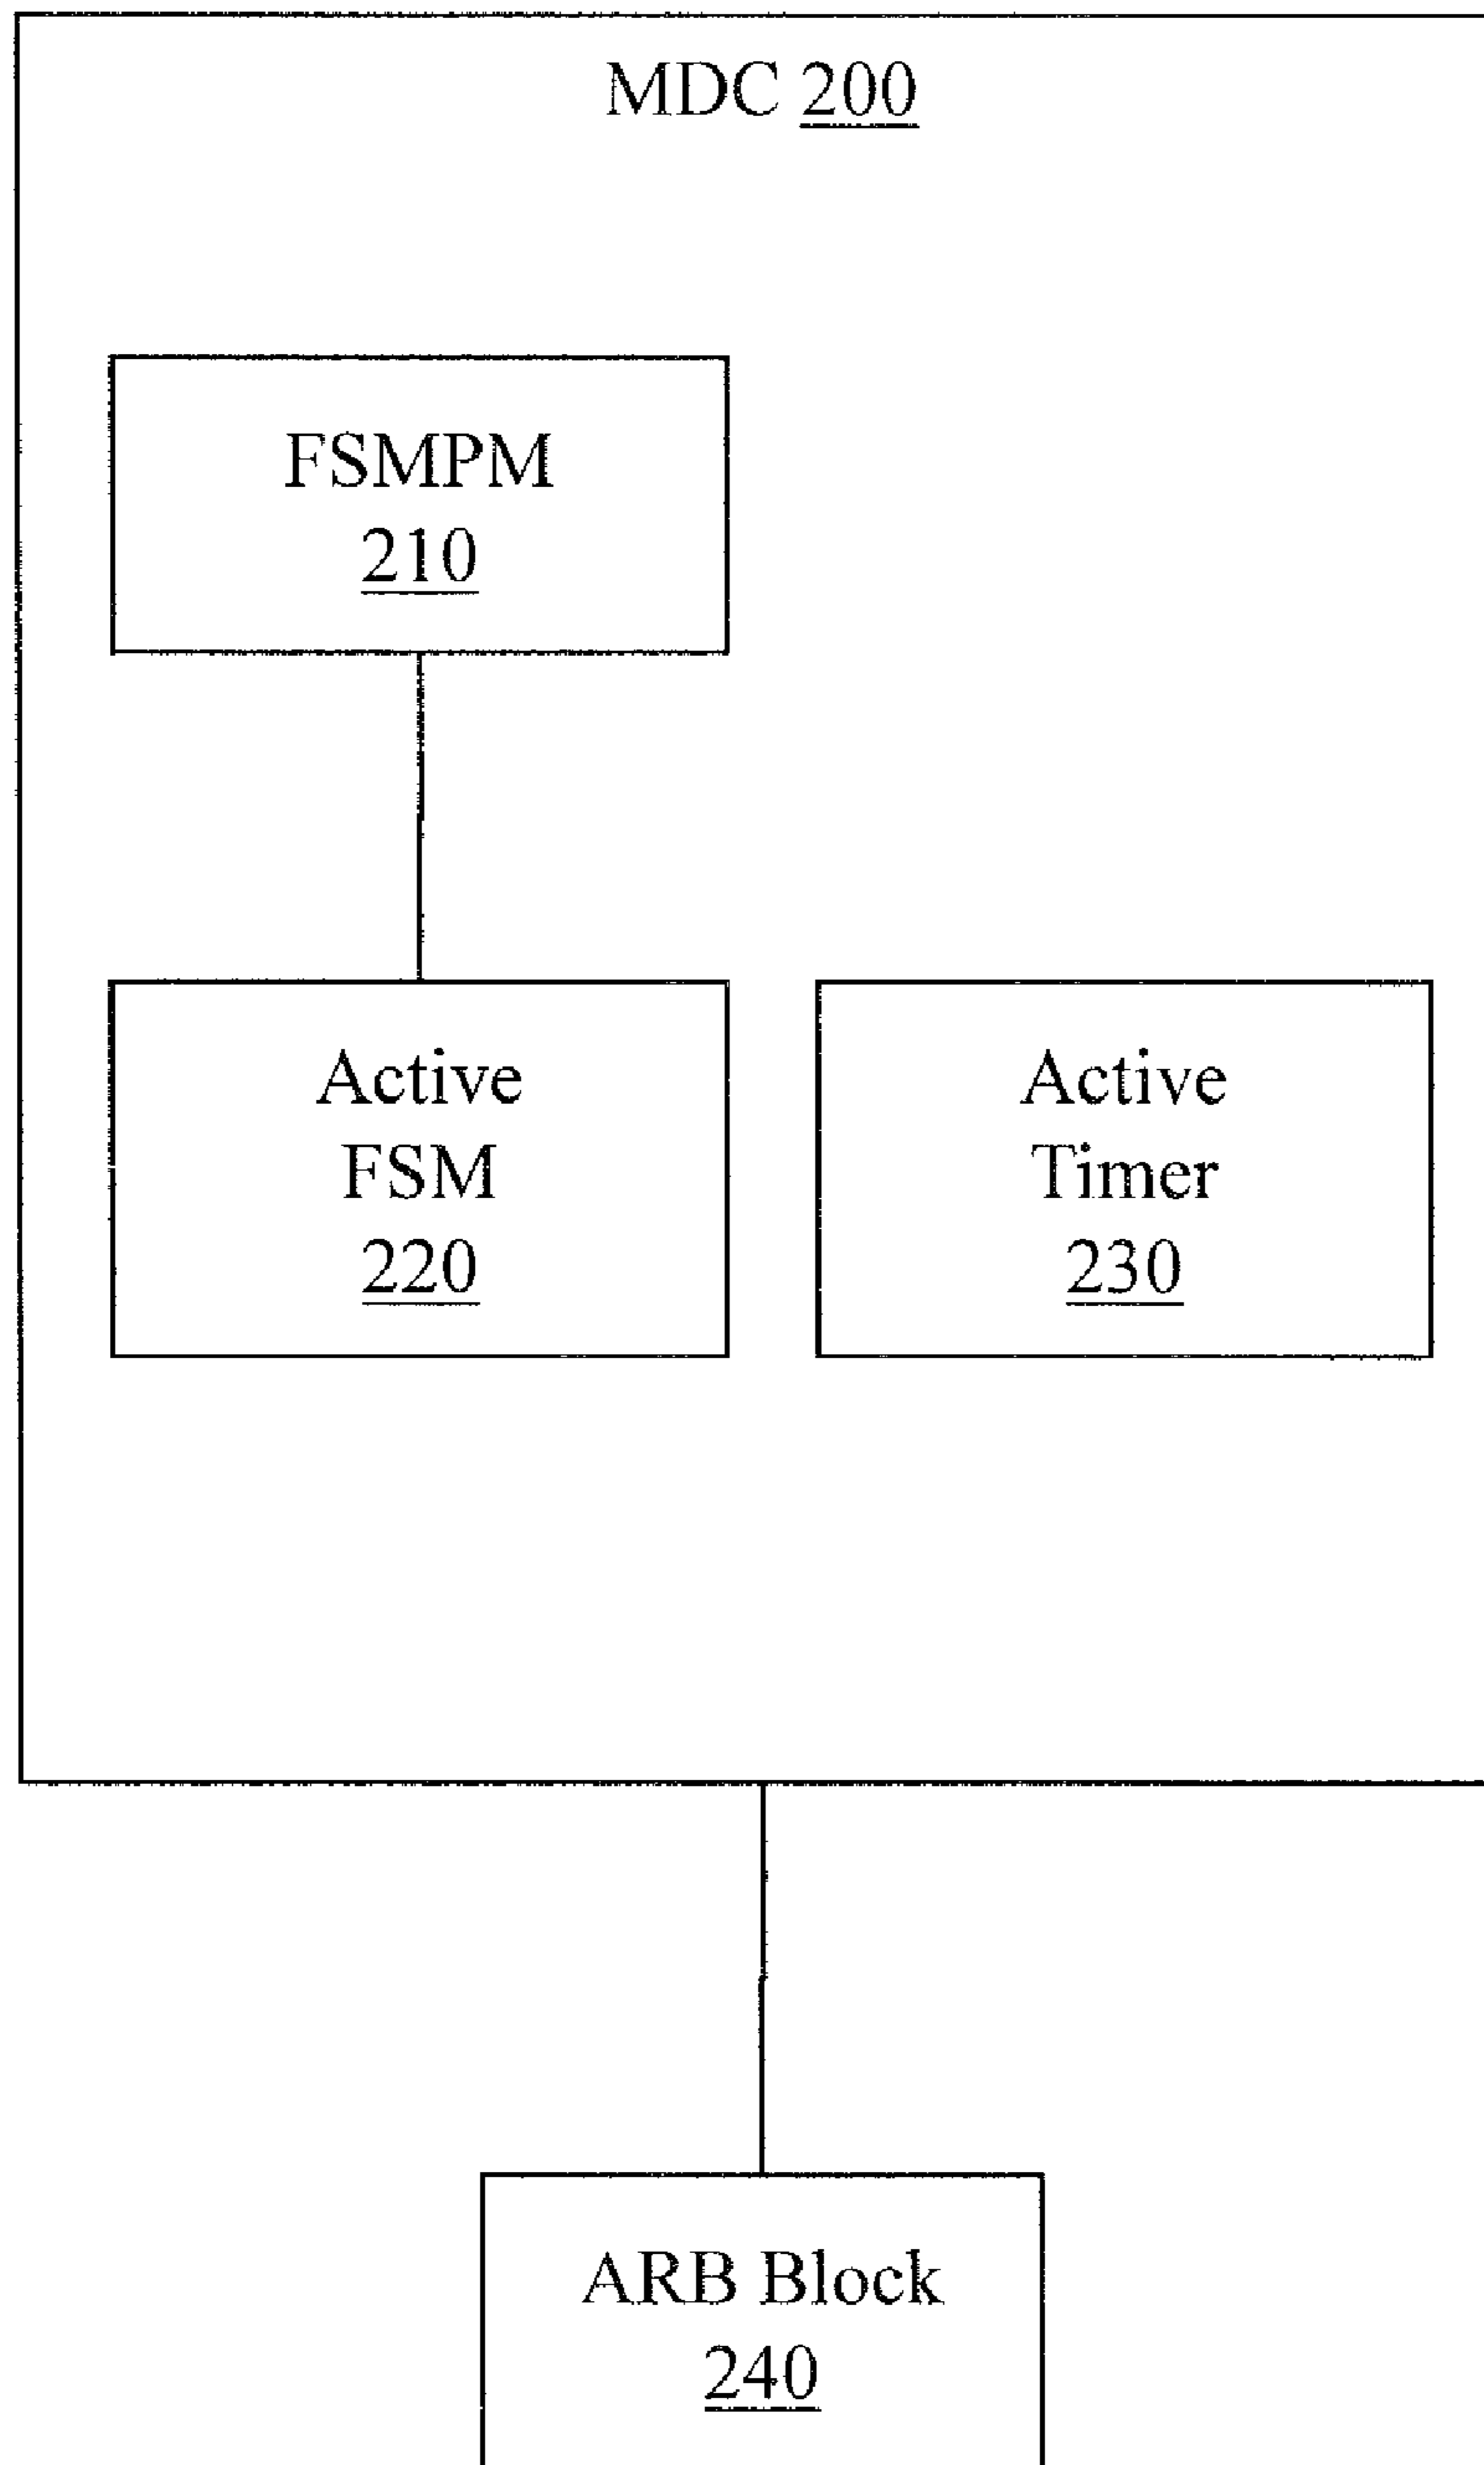 MDC 200
FSMPM
210
Active
FSM
220
Active
Timer
230
ARB Block
240